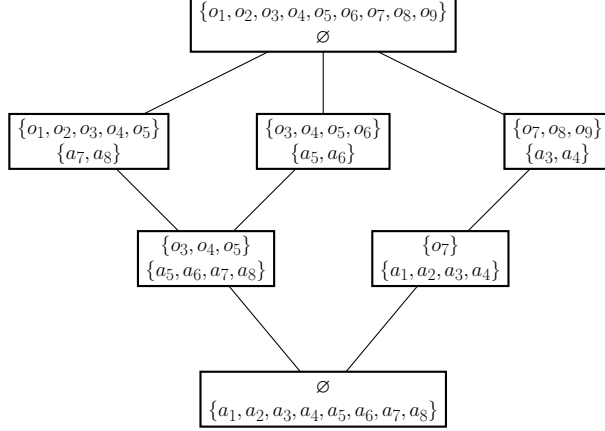 {o₁, o₂, o₃, o₄, o₅, o₆, o₇, o₈, o₉}
∅
{o₁, o₂, o₃, o₄, o₅}
{a₇, a₈}
{o₃, o₄, o₅, o₆}
{a₅, a₆}
{o₇, o₈, o₉}
{a₃, a₄}
{o₃, o₄, o₅}
{a₅, a₆, a₇, a₈}
{o₇}
{a₁, a₂, a₃, a₄}
∅
{a₁, a₂, a₃, a₄, a₅, a₆, a₇, a₈}